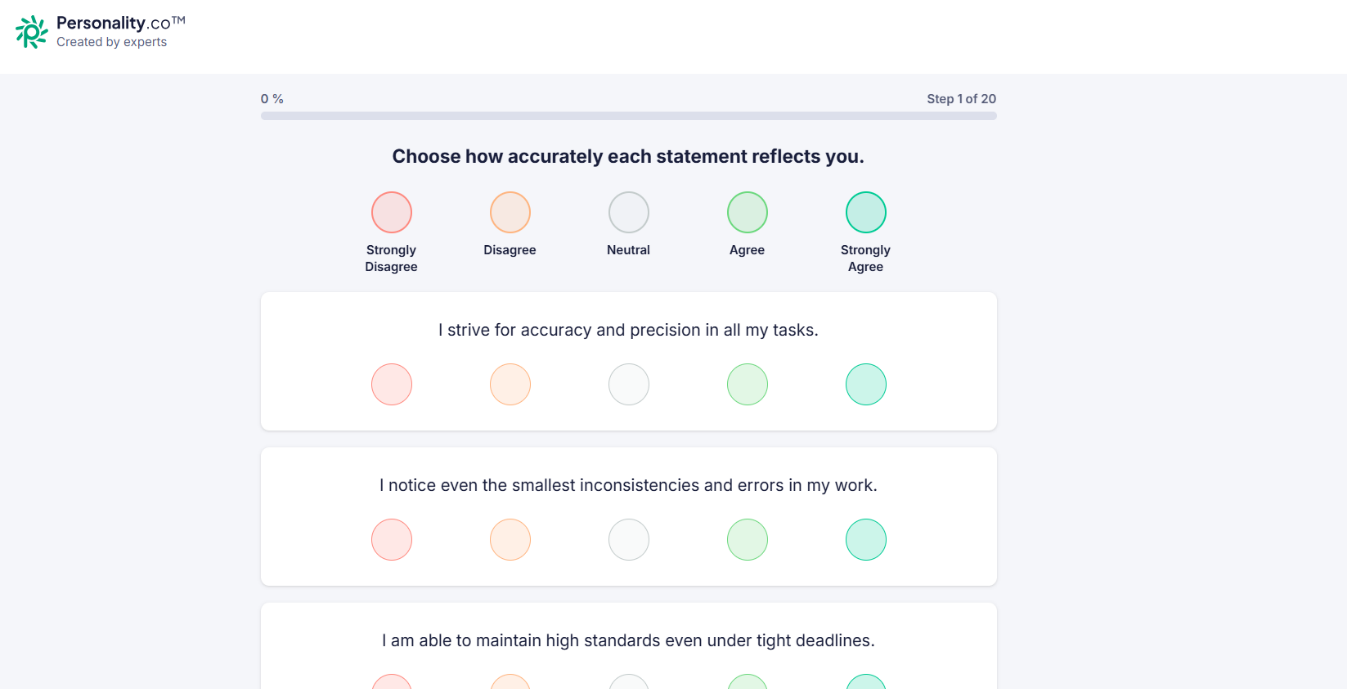 Personality.co™
Created by experts
0 %
Step 1 of 20
Choose how accurately each statement reflects you.
Strongly Disagree
Disagree
Neutral
Agree
Strongly Agree
I strive for accuracy and precision in all my tasks.
I notice even the smallest inconsistencies and errors in my work.
I am able to maintain high standards even under tight deadlines.